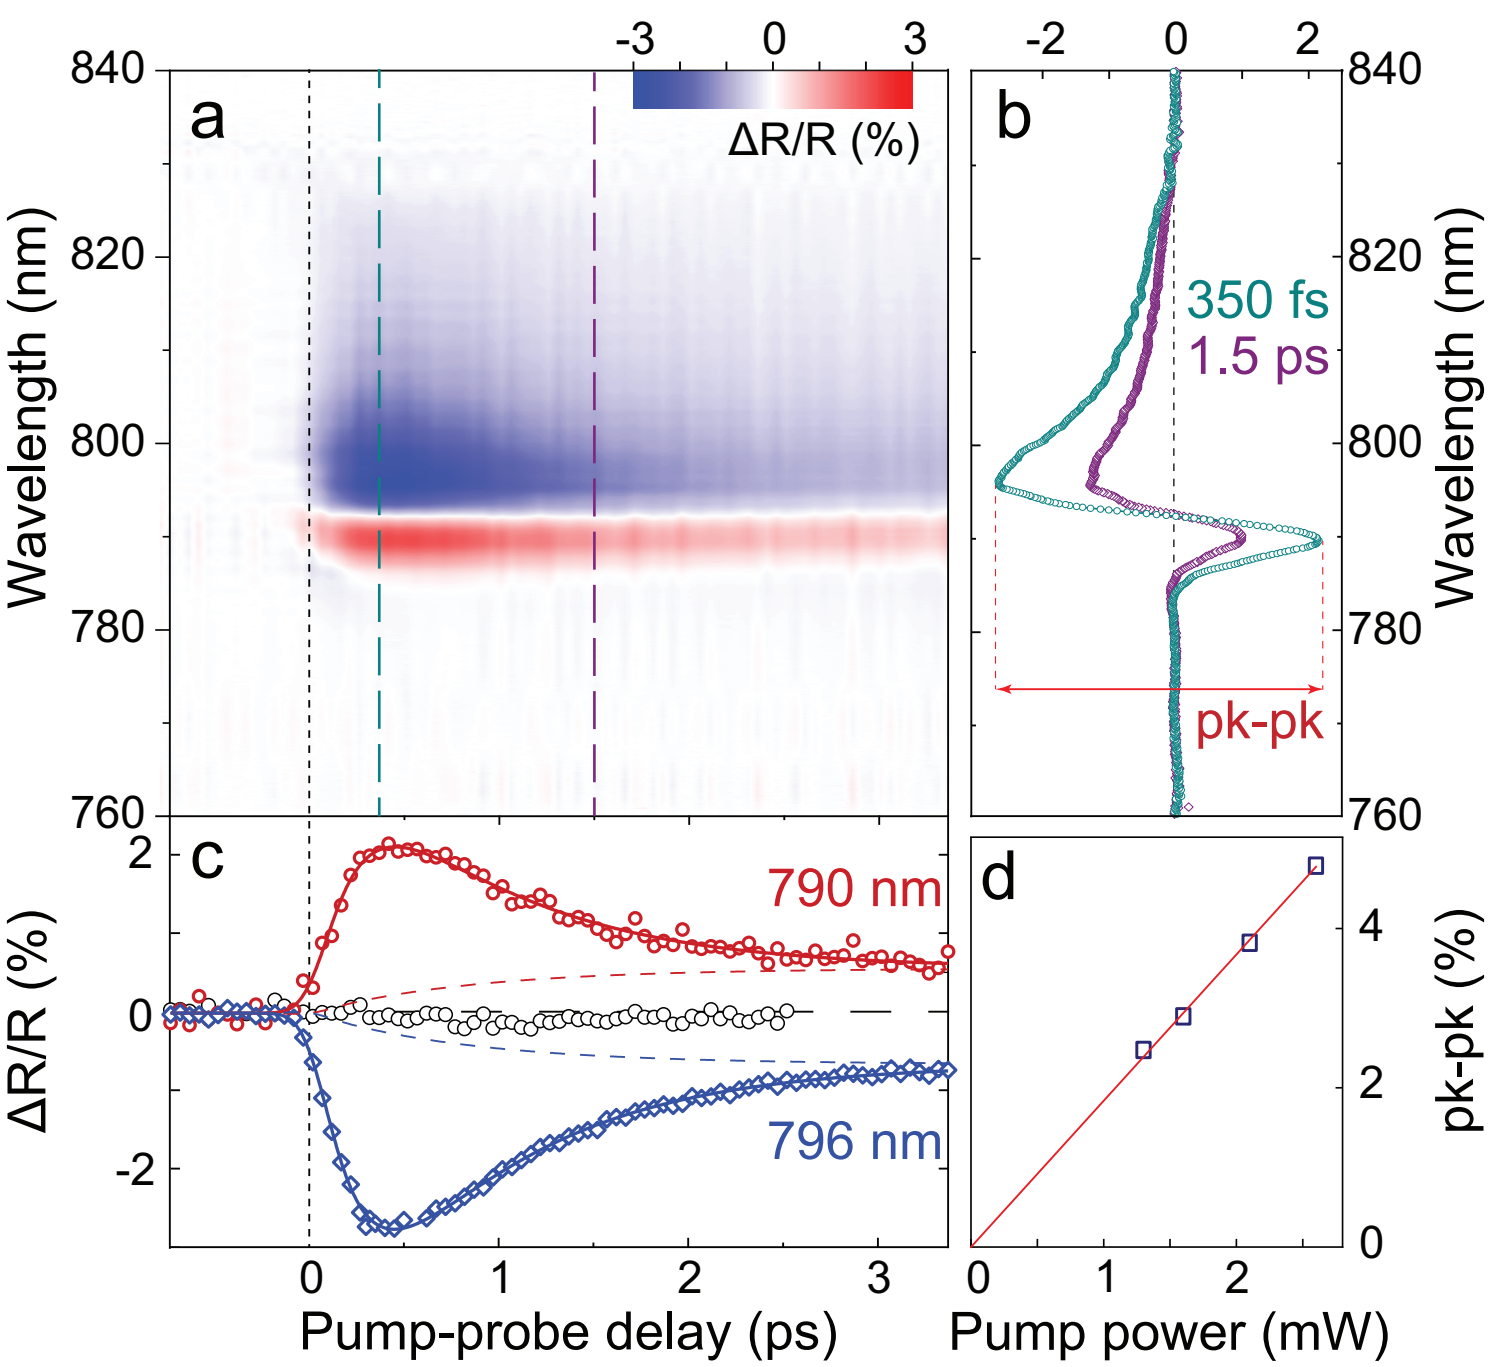 -3 0 3
-2 0 2
840
a
ΔR/R (%)
b
840
820
350 fs
1.5 ps
820
800
800
780
pk-pk
780
760
760
Wavelength (nm)
Wavelength (nm)
2
c
790 nm
0
796 nm
-2
ΔR/R (%)
d
4
2
0
pk-pk (%)
0 1 2 3
0 1 2
Pump-probe delay (ps)
Pump power (mW)